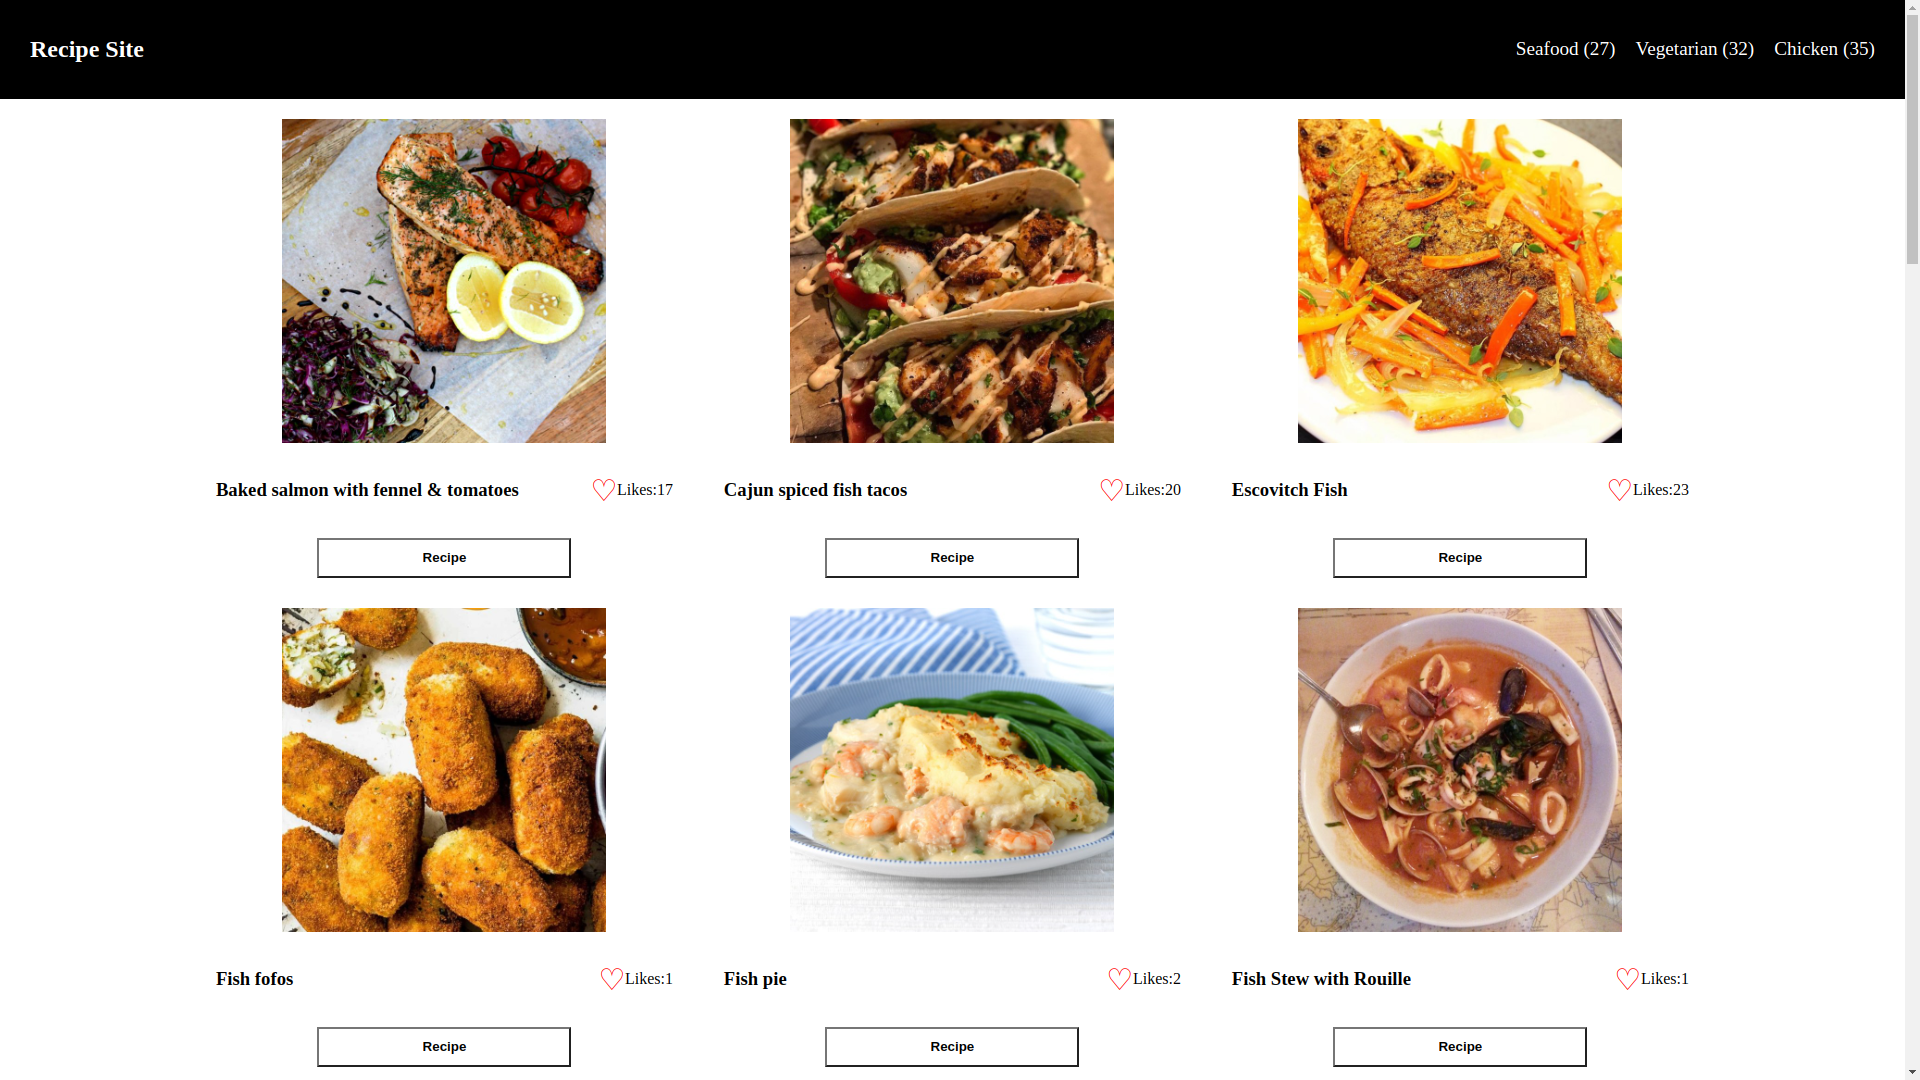 Recipe Site
Seafood (27) Vegetarian (32) Chicken (35)
Baked salmon with fennel & tomatoes ♡Likes:17
Cajun spiced fish tacos ♡Likes:20
Escovitch Fish ♡Likes:23
Recipe
Recipe
Recipe
Fish fofos ♡Likes:1
Fish pie ♡Likes:2
Fish Stew with Rouille ♡Likes:1
Recipe
Recipe
Recipe